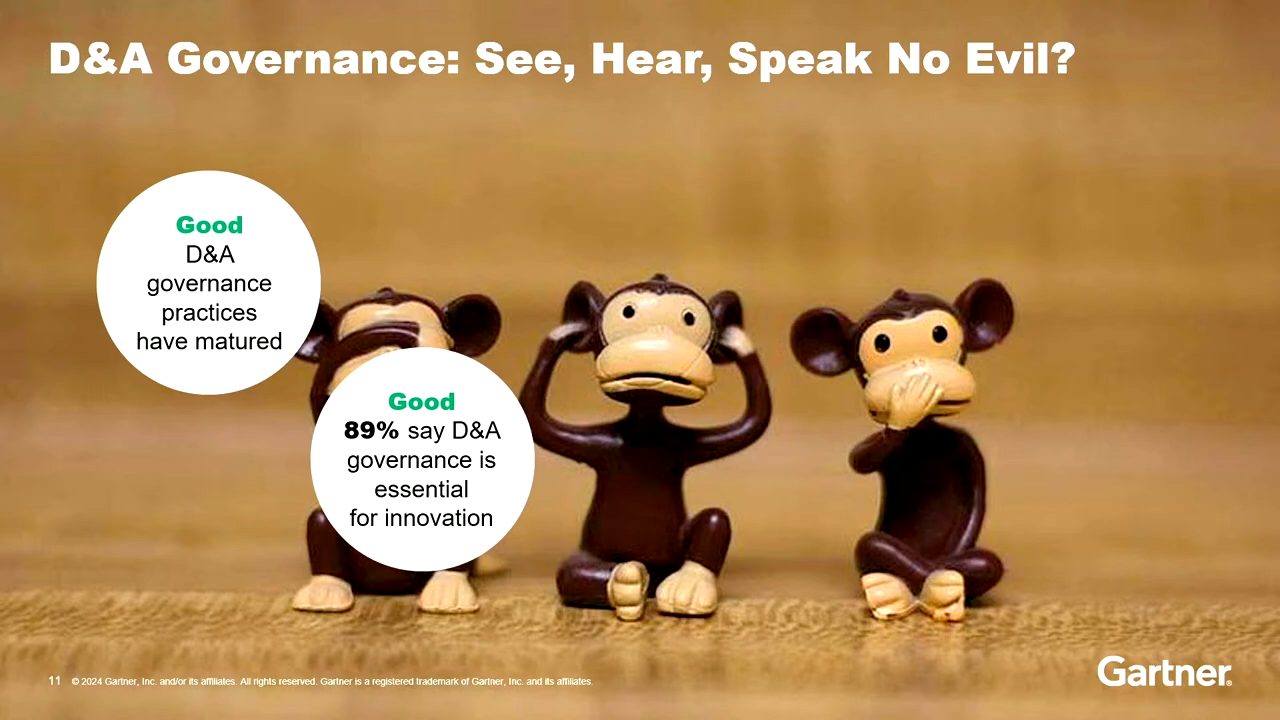 D&A Governance: See, Hear, Speak No Evil?
Good
D&A
governance
practices
have matured
Good
89% say D&A
governance is
essential
for innovation
11 © 2024 Gartner, Inc. and/or its affiliates. All rights reserved. Gartner is a registered trademark of Gartner, Inc. and its affiliates.
Gartner®